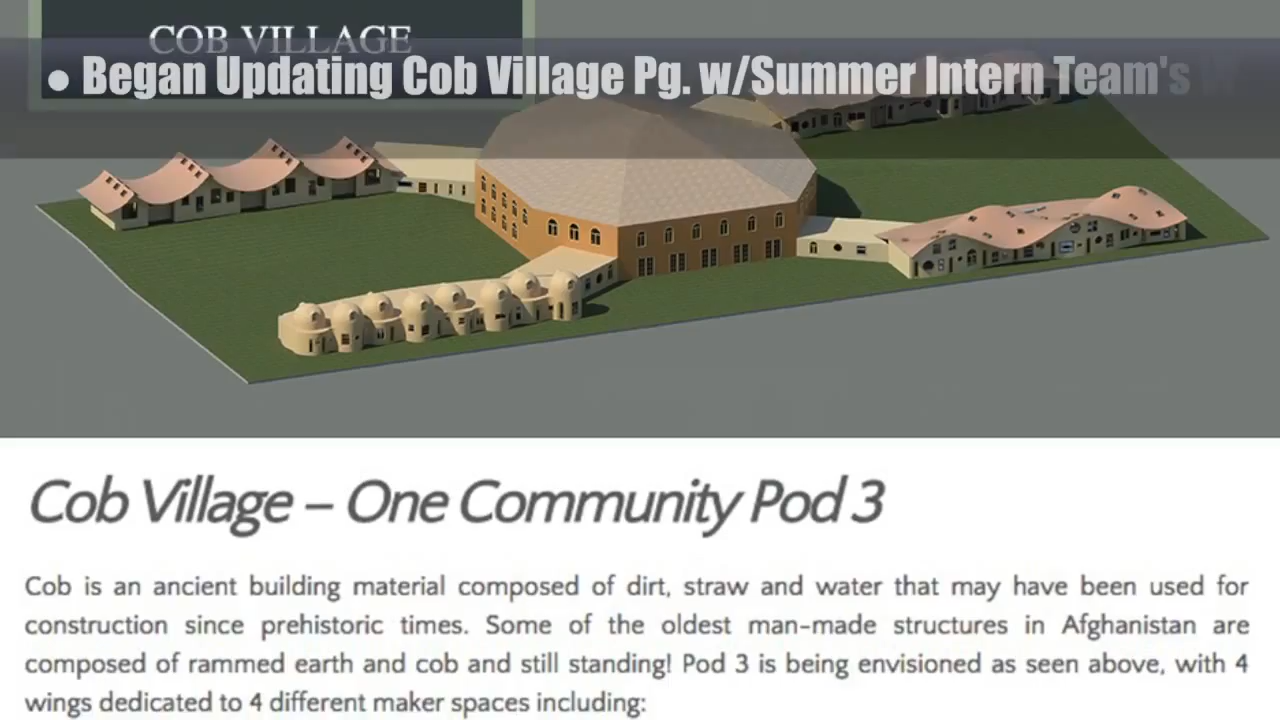 COB VILLAGE
● Began Updating Cob Village Pg. w/Summer Intern Team's
Cob Village – One Community Pod 3
Cob is an ancient building material composed of dirt, straw and water that may have been used for
construction since prehistoric times. Some of the oldest man-made structures in Afghanistan are
composed of rammed earth and cob and still standing! Pod 3 is being envisioned as seen above, with 4
wings dedicated to 4 different maker spaces including: